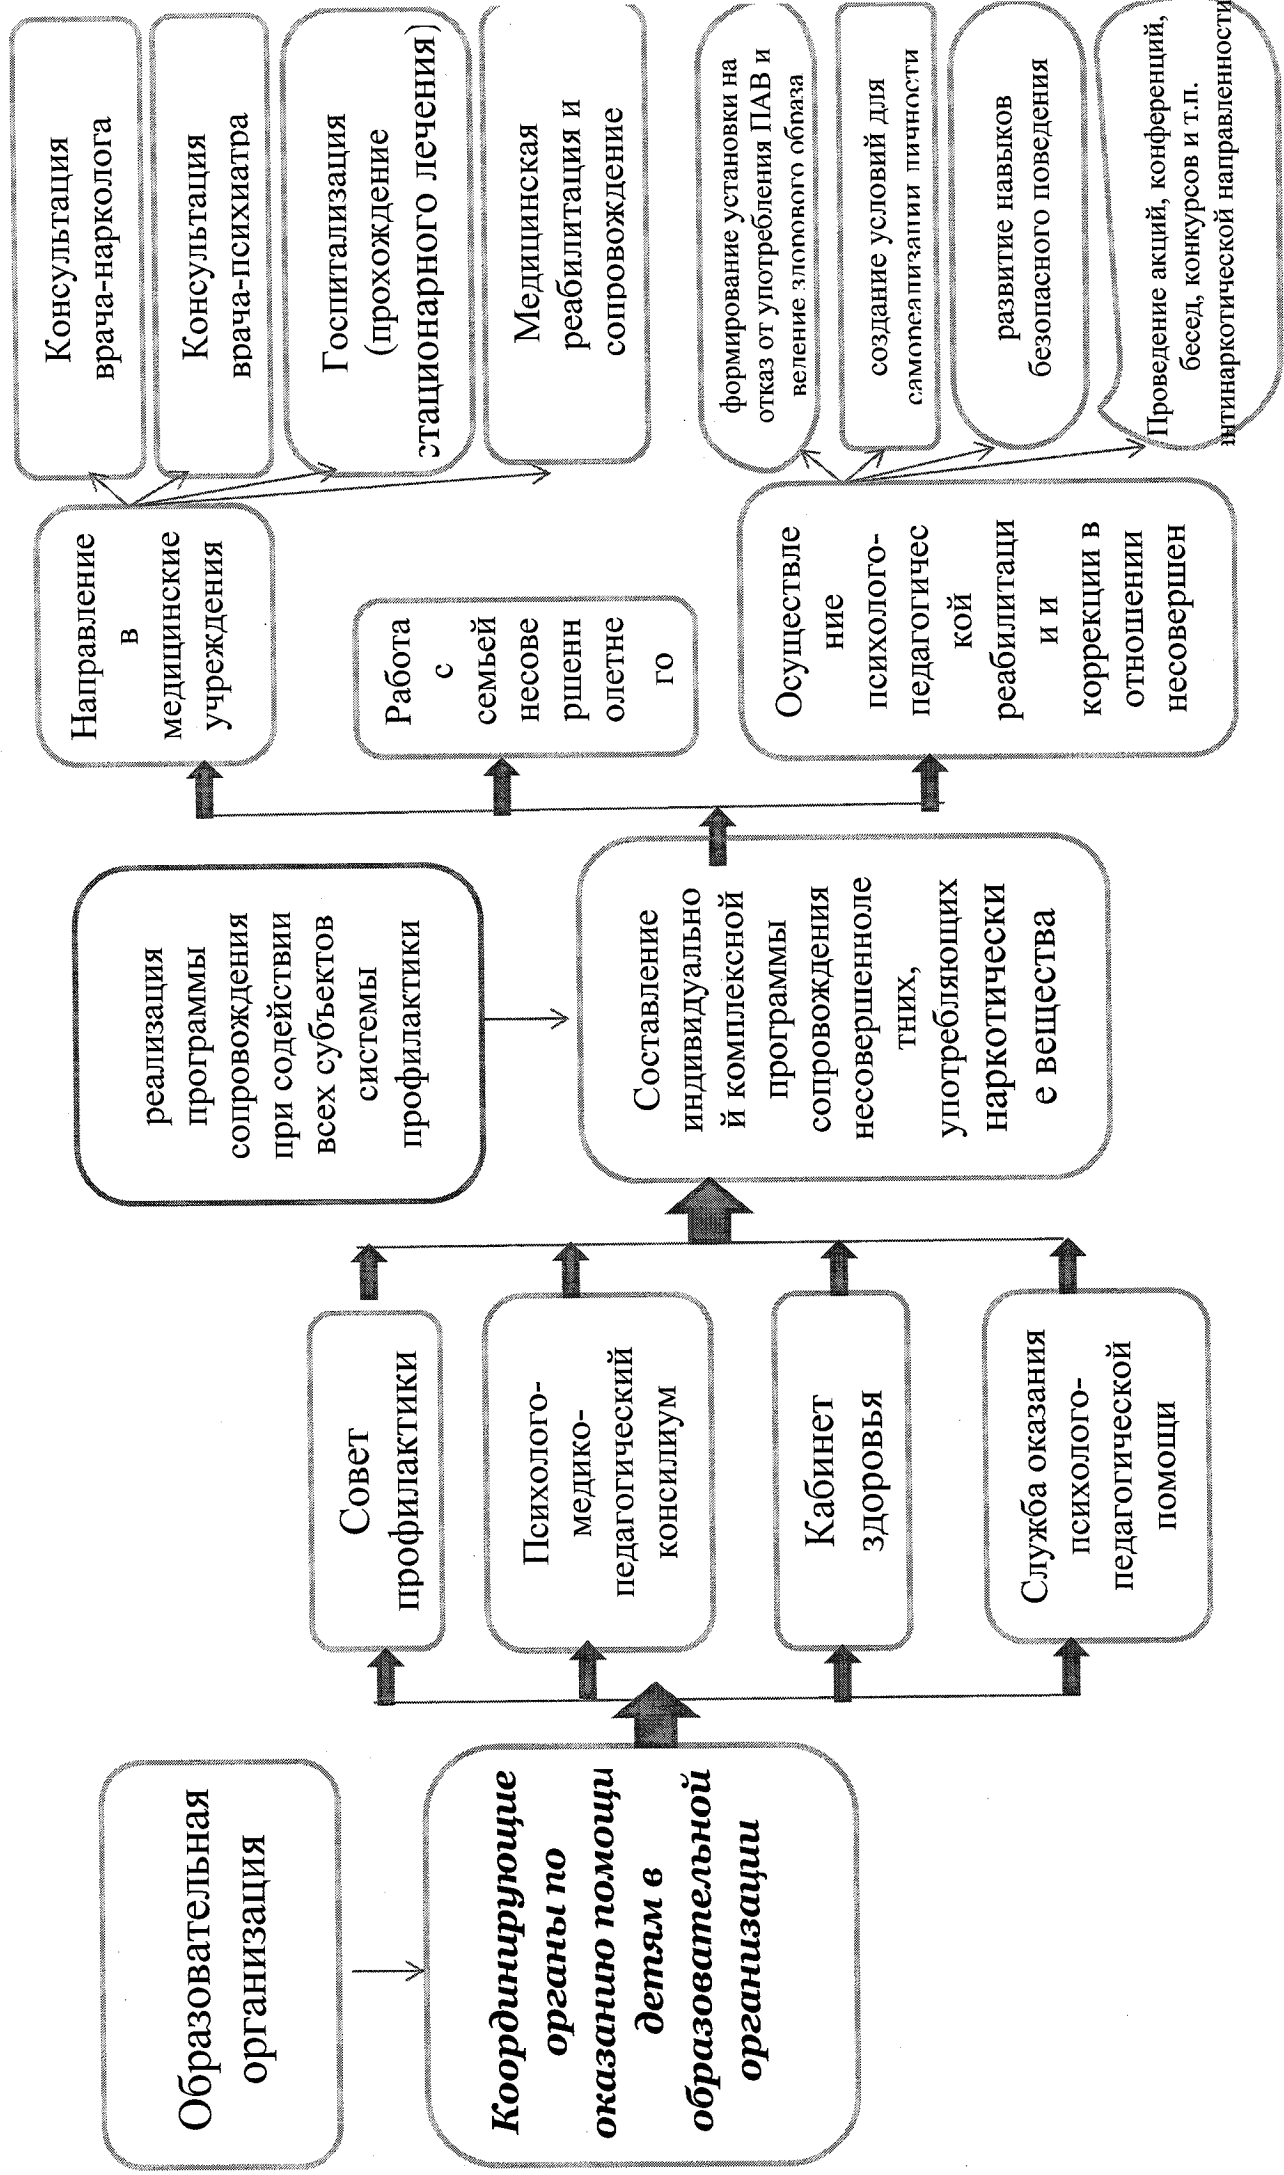 Образовательная
организация
Координирующие
органы по
оказанию помощи
детям в
образовательной
организации
Совет
профилактики
Психолого-
медико-
педагогический
консилиум
Кабинет
здоровья
Служба оказания
психолого-
педагогической
помощи
реализация
программы
сопровождения
при содействии
всех субъектов
системы
профилактики
Составление
индивидуально
й комплексной
программы
сопровождения
несовершенноле
тних,
употребляющих
наркотически
е вещества
Направление
в
медицинские
учреждения
Работа
с
семьей
несове
ршенн
олетне
го
Осуществле
ние
психолого-
педагогичес
кой
реабилитаци
и и
коррекции в
отношении
несовершен
Консультация
врача-нарколога
Консультация
врача-психиатра
Госпитализация
(прохождение
стационарного лечения)
Медицинская
реабилитация и
сопровождение
формирование установки на
отказ от употребления ПАВ и
ведение здорового образа
создание условий для
самореализации личности
развитие навыков
безопасного поведения
Проведение акций, конференций,
бесед, конкурсов и т.п.
нтинаркотической направленности